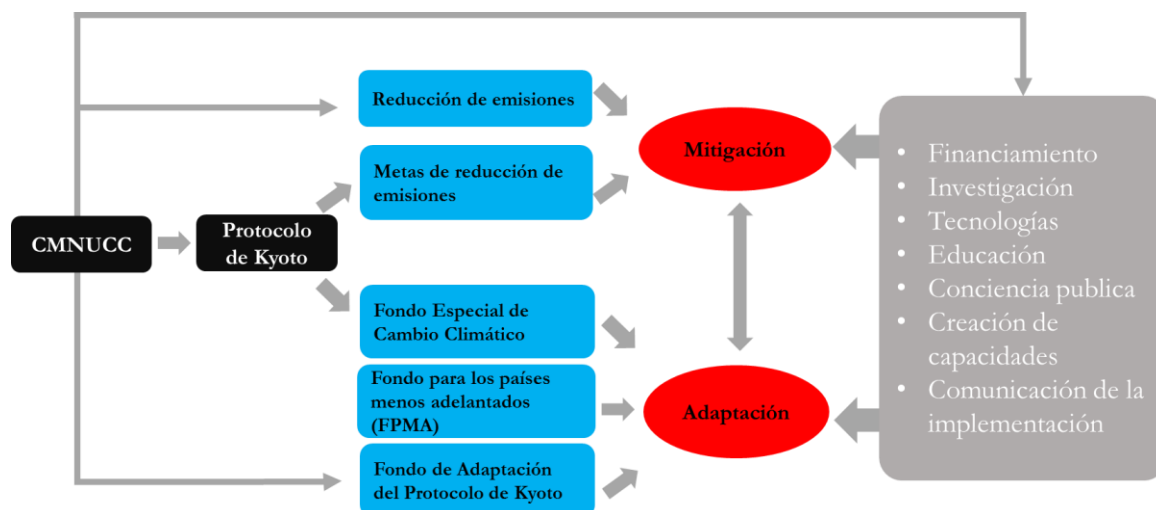 CMNUCC
Protocolo
de Kyoto
Reducción de emisiones
Metas de reducción de
emisiones
Fondo Especial de
Cambio Climático
Fondo para los países
menos adelantados
(FPMA)
Fondo de Adaptación
del Protocolo de Kyoto
Mitigación
Adaptación
• Financiamiento
• Investigación
• Tecnologías
• Educación
• Conciencia publica
• Creación de
capacidades
• Comunicación de la
implementación